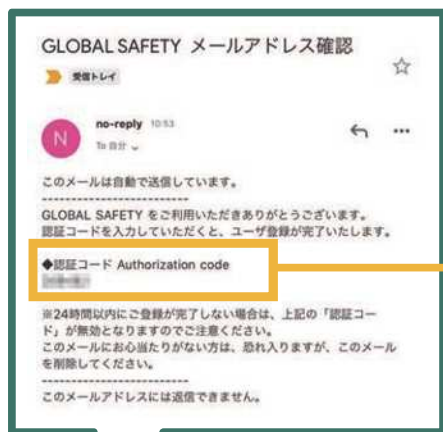 GLOBAL SAFETY メールアドレス確認
受信トレイ
N
no-reply 10:53
To 自分
このメールは自動で送信しています。
--------------------------
GLOBAL SAFETY をご利用いただきありがとうございます。
認証コードを入力していただくと、ユーザ登録が完了いたします。
◆認証コード Authorization code
※24時間以内にご登録が完了しない場合は、上記の「認証コー
ド」が無効となりますのでご注意ください。
このメールにお心当たりがない方は、恐れ入りますが、このメール
を削除してください。
--------------------------
このメールアドレスには返信できません。